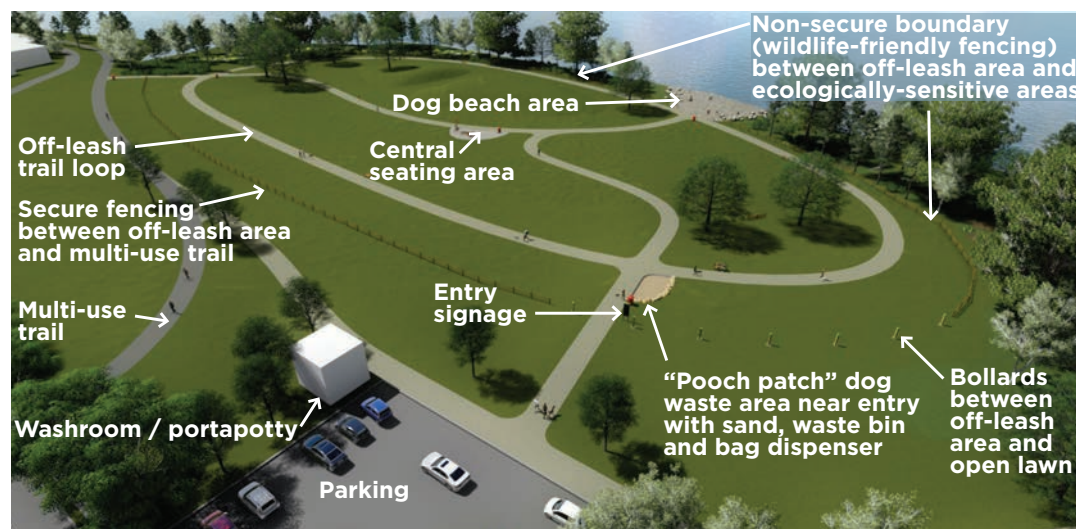 Non-secure boundary
(wildlife-friendly fencing)
between off-leash area and
ecologically-sensitive areas
Dog beach area
Off-leash
trail loop
Central
seating area
Secure fencing
between off-leash area
and multi-use trail
Multi-use
trail
Entry
signage
Washroom / portapotty
"Pooch patch" dog
waste area near entry
with sand, waste bin
and bag dispenser
Bollards
between
off-leash
area and
open lawn
Parking